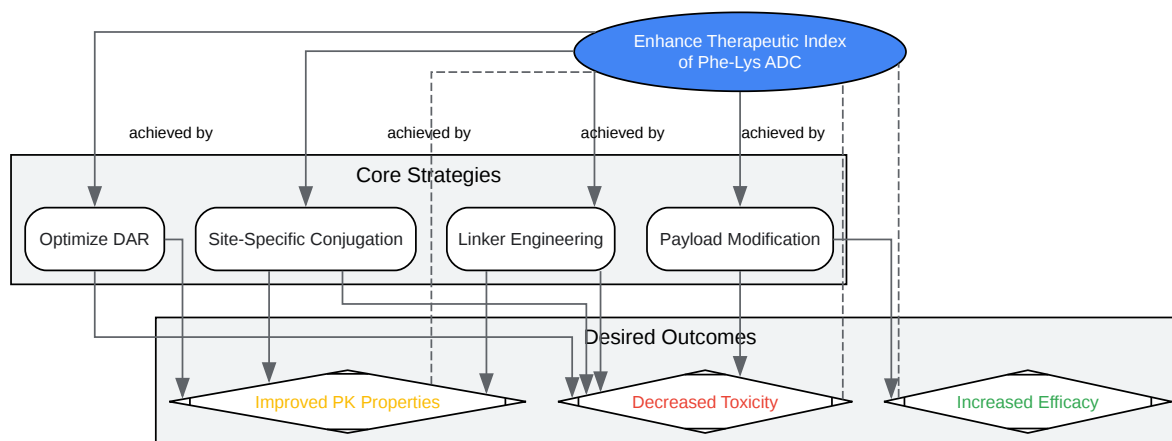 Enhance Therapeutic Index
of Phe-Lys ADC
achieved by
achieved by
achieved by
achieved by
Core Strategies
Optimize DAR
Site-Specific Conjugation
Linker Engineering
Payload Modification
Desired Outcomes
Improved PK Properties
Decreased Toxicity
Increased Efficacy